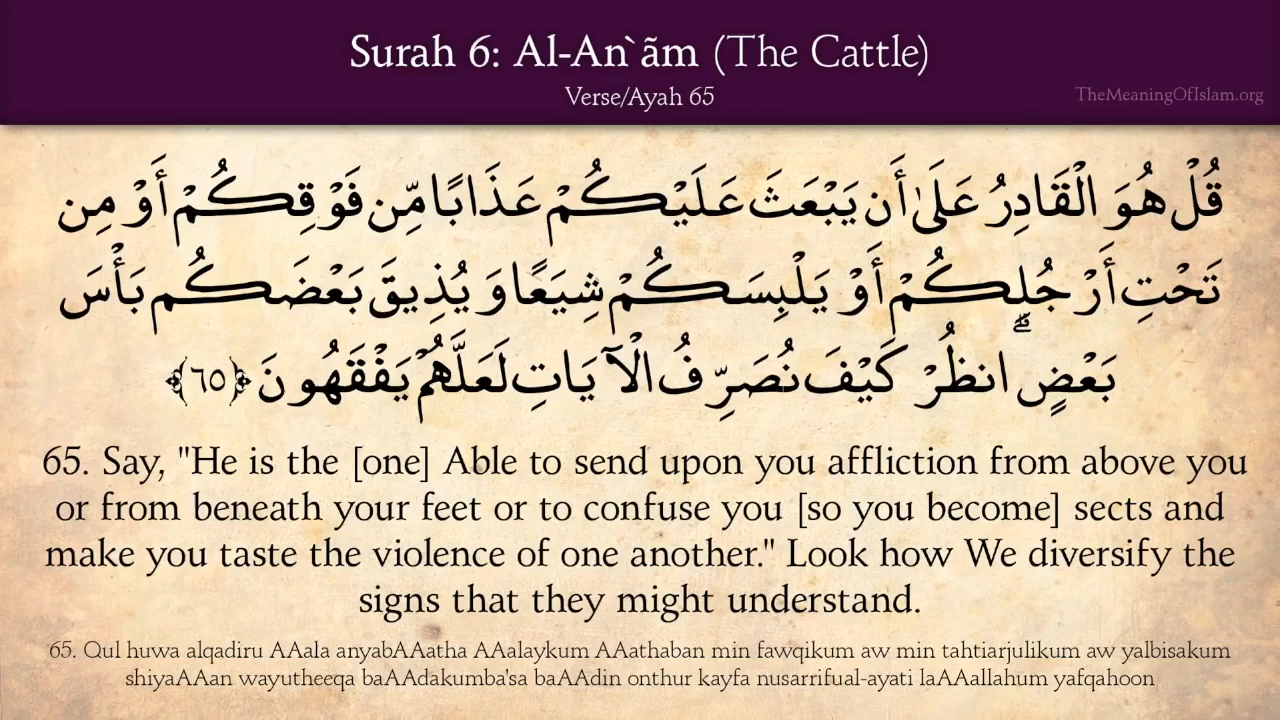 Surah 6: Al-An`ãm (The Cattle)
Verse/Ayah 65
TheMeaningOfIslam.org
قُلْ هُوَ الْقَادِرُ عَلَىٰ أَن يَبْعَثَ عَلَيْكُمْ عَذَابًا مِّن فَوْقِكُمْ أَوْ مِن
تَحْتِ أَرْجُلِكُمْ أَوْ يَلْبِسَكُمْ شِيَعًا وَيُذِيقَ بَعْضَكُم بَأْسَ
بَعْضٍ ۗ انظُرْ كَيْفَ نُصَرِّفُ الْآيَاتِ لَعَلَّهُمْ يَفْقَهُونَ ﴿٦٥﴾
65. Say, "He is the [one] Able to send upon you affliction from above you
or from beneath your feet or to confuse you [so you become] sects and
make you taste the violence of one another." Look how We diversify the
signs that they might understand.
65. Qul huwa alqadiru AAala anyabAAatha AAalaykum AAathaban min fawqikum aw min tahtiarjulikum aw yalbisakum
shiyaAAan wayutheeqa baAAdakumba'sa baAAdin onthur kayfa nusarrifual-ayati laAAallahum yafqahoon